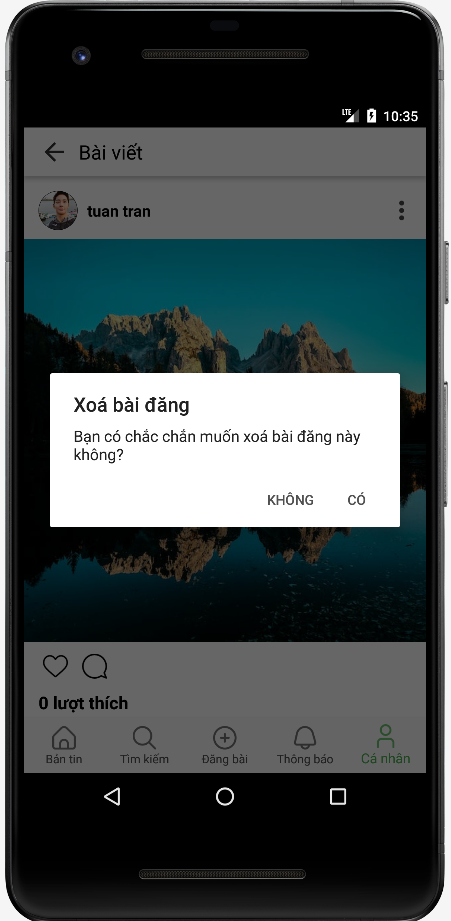 LTE 10:35
Bài viết
tuan tran
Xoá bài đăng
Bạn có chắc chắn muốn xoá bài đăng này
không?
KHÔNG CÓ
0 lượt thích
Bản tin Tìm kiếm Đăng bài Thông báo Cá nhân